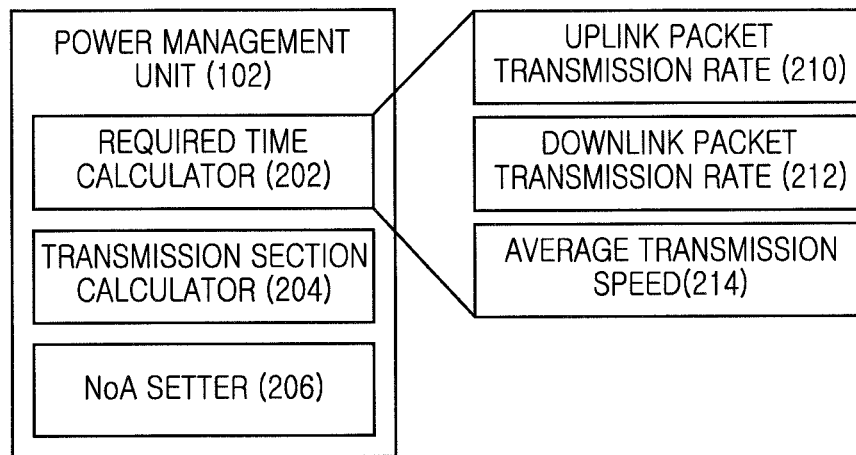 POWER MANAGEMENT
UNIT (102)
REQUIRED TIME
CALCULATOR (202)
TRANSMISSION SECTION
CALCULATOR (204)
NoA SETTER (206)
UPLINK PACKET
TRANSMISSION RATE (210)
DOWNLINK PACKET
TRANSMISSION RATE (212)
AVERAGE TRANSMISSION
SPEED(214)